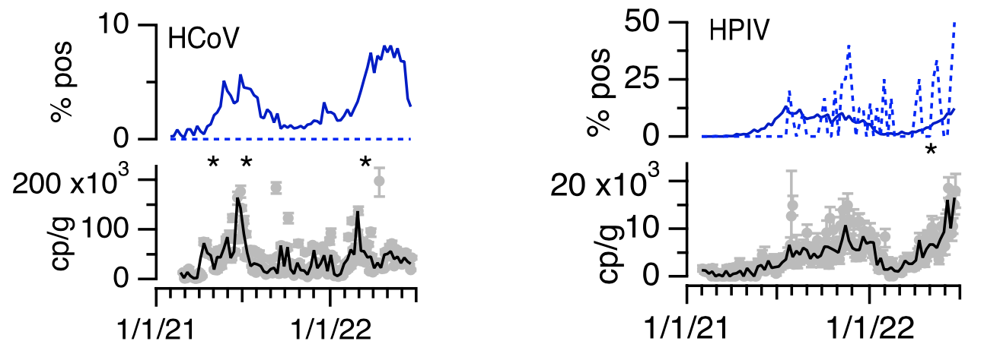 HCoV
% pos
10
0
* * *
200 x10³
100
0
cp/g
1/1/21 1/1/22
HPIV
% pos
50
25
0
*
20 x10³
10
0
cp/g
1/1/21 1/1/22